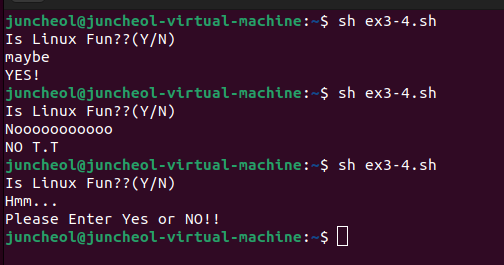 juncheol@juncheol-virtual-machine:~$ sh ex3-4.sh
Is Linux Fun??(Y/N)
maybe
YES!
juncheol@juncheol-virtual-machine:~$ sh ex3-4.sh
Is Linux Fun??(Y/N)
Nooooooooooo
NO T.T
juncheol@juncheol-virtual-machine:~$ sh ex3-4.sh
Is Linux Fun??(Y/N)
Hmm...
Please Enter Yes or NO!!
juncheol@juncheol-virtual-machine:~$